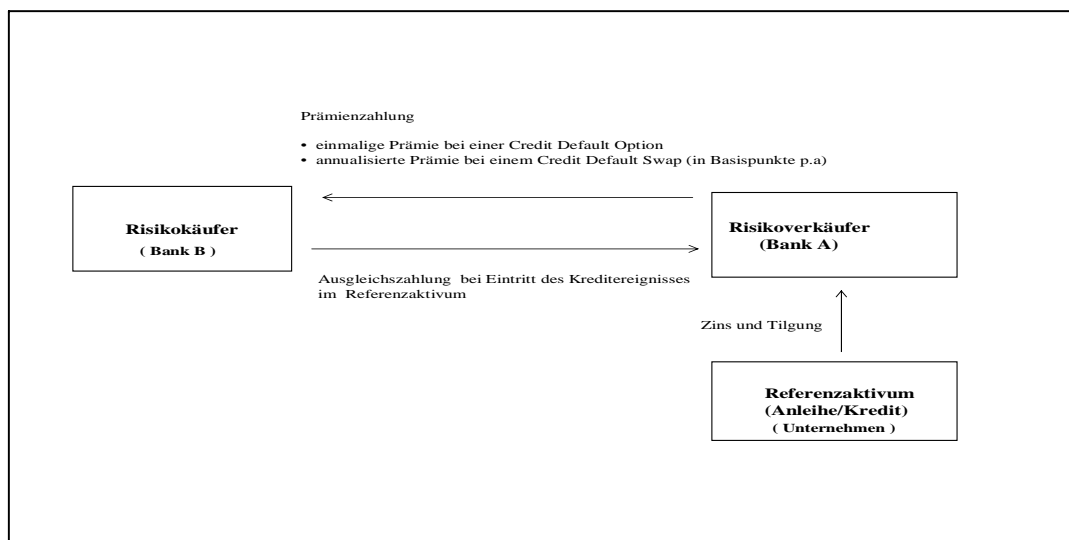 Prämienzahlung
• einmalige Prämie bei einer Credit Default Option
• annualisierte Prämie bei einem Credit Default Swap (in Basispunkte p.a)
Risikokäufer
( Bank B )
Risikoverkäufer
(Bank A)
Ausgleichszahlung bei Eintritt des Kreditereignisses
im Referenzaktivum
Zins und Tilgung
Referenzaktivum
(Anleihe/Kredit)
( Unternehmen )